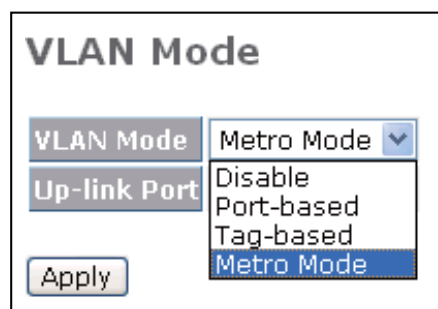 VLAN Mode
VLAN Mode Metro Mode
Up-link Port Disable
Port-based
Tag-based
Metro Mode
Apply